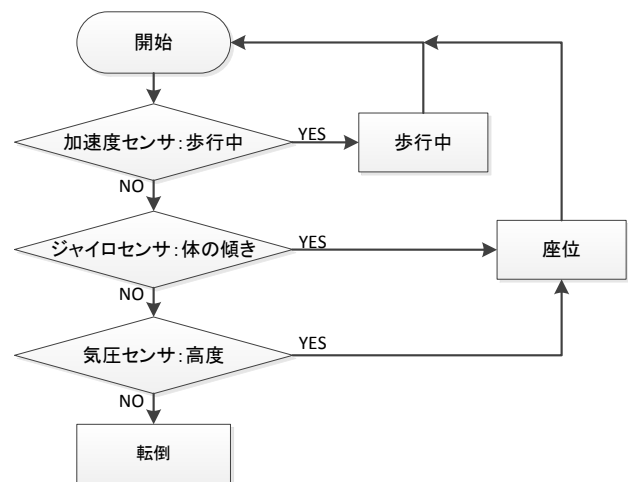 開始
加速度センサ:歩行中
YES
歩行中
NO
ジャイロセンサ:体の傾き
YES
座位
NO
気圧センサ:高度
YES
NO
転倒